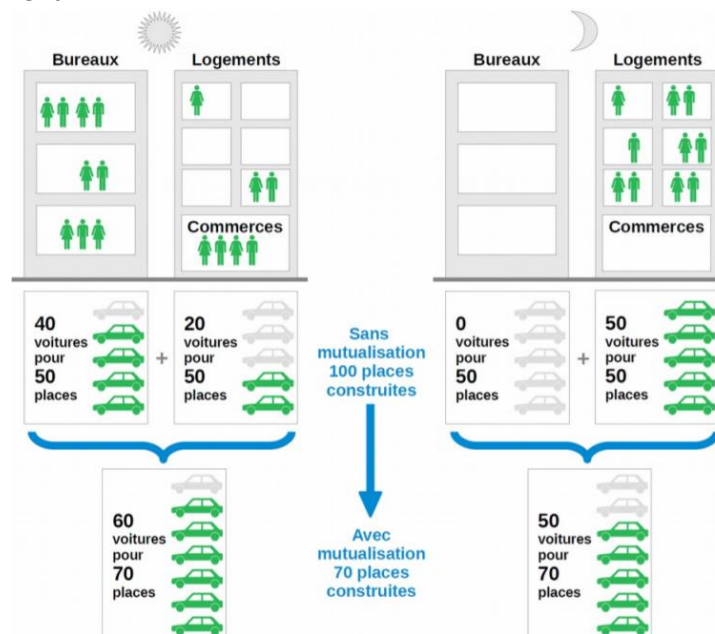 Bureaux
Logements
Commerces
40
voitures
pour
50
places
+
20
voitures
pour
50
places
60
voitures
pour
70
places
Sans
mutualisation
100 places
construites
Avec
mutualisation
70 places
construites
Bureaux
Logements
Commerces
0
voitures
pour
50
places
+
50
voitures
pour
50
places
50
voitures
pour
70
places